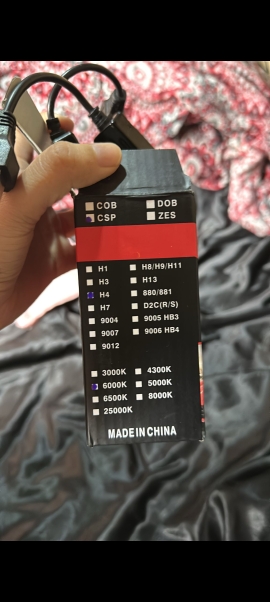 COB DOB
CSP ZES
H1 H8/H9/H11
H3 H13
H4 880/881
H7 D2C(R/S)
9004 9005 HB3
9007 9006 HB4
9012
3000K 4300K
6000K 5000K
6500K 8000K
25000K
MADE IN CHINA